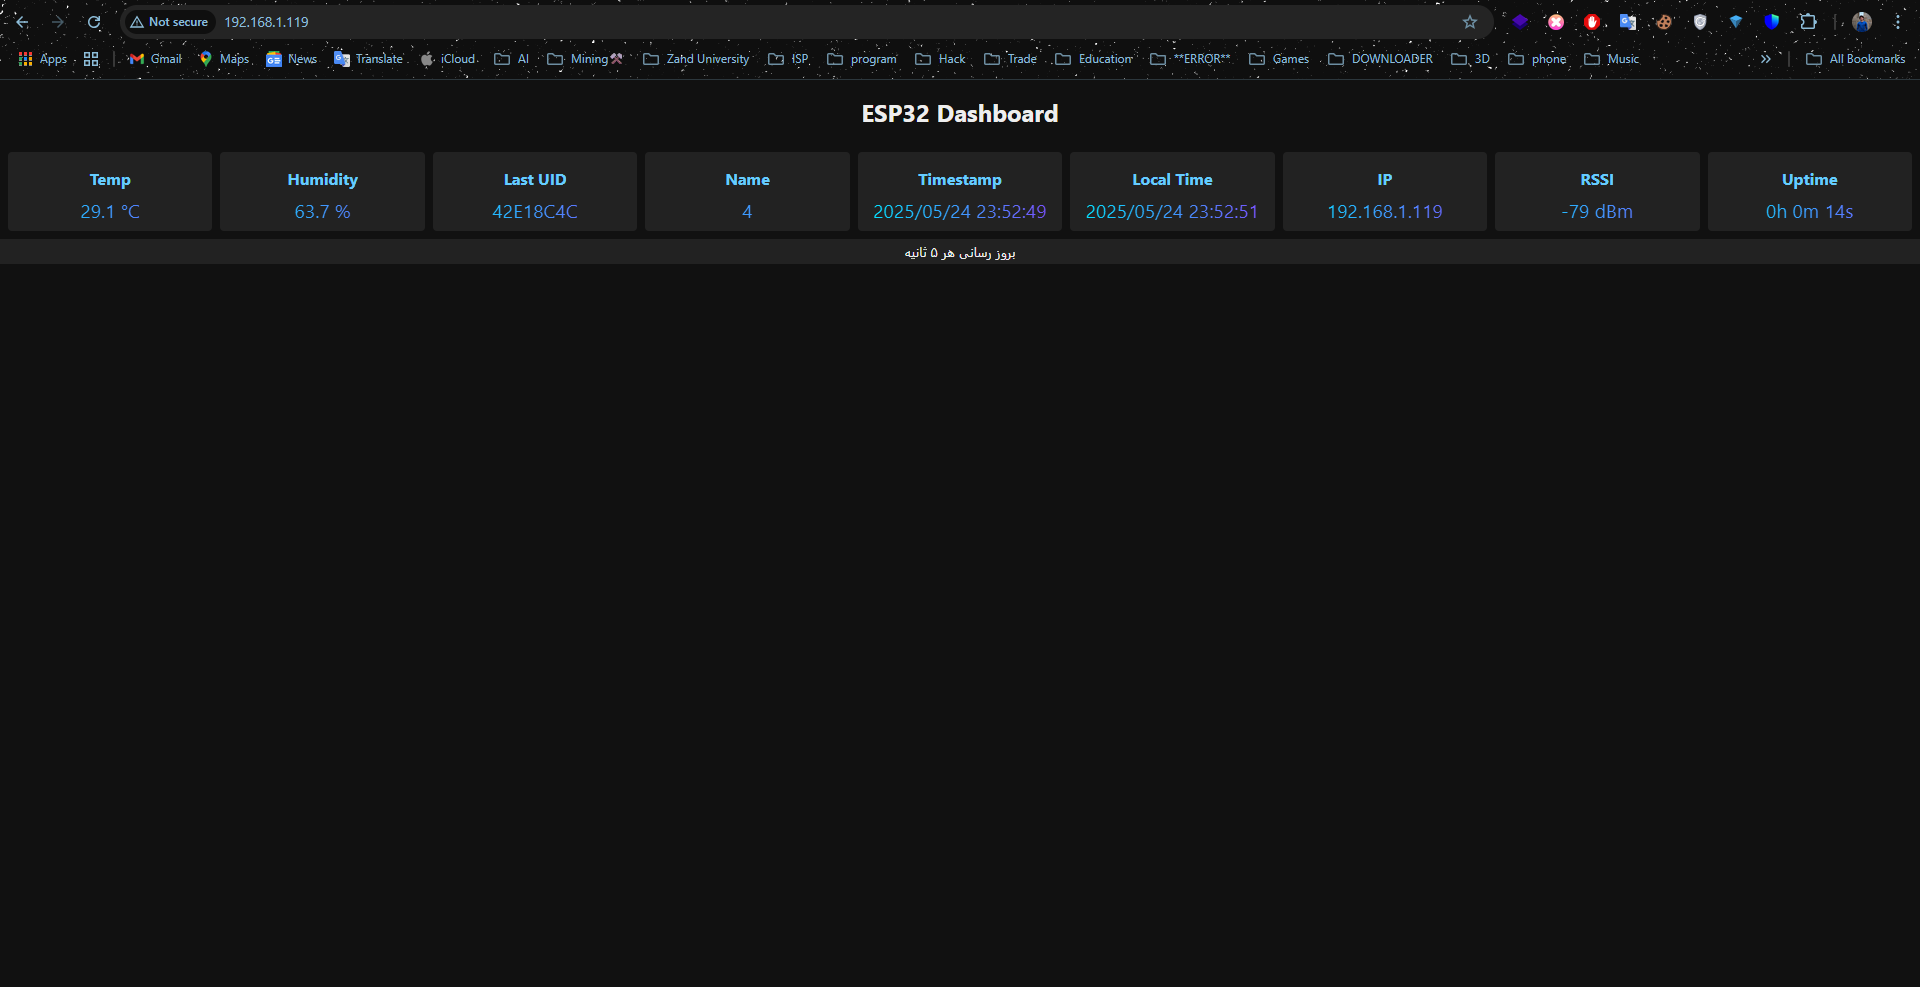 Not secure 192.168.1.119
Apps Gmail Maps News Translate iCloud AI Mining Zand University ISP program Hack Trade Education **ERROR** Games DOWNLOADER 3D phone Music » All Bookmarks
ESP32 Dashboard
Temp Humidity Last UID Name Timestamp Local Time IP RSSI Uptime
29.1 °C 63.7 % 42E18C4C 4 2025/05/24 23:52:49 2025/05/24 23:52:51 192.168.1.119 -79 dBm 0h 0m 14s
بروز رسانی هر ۵ ثانیه